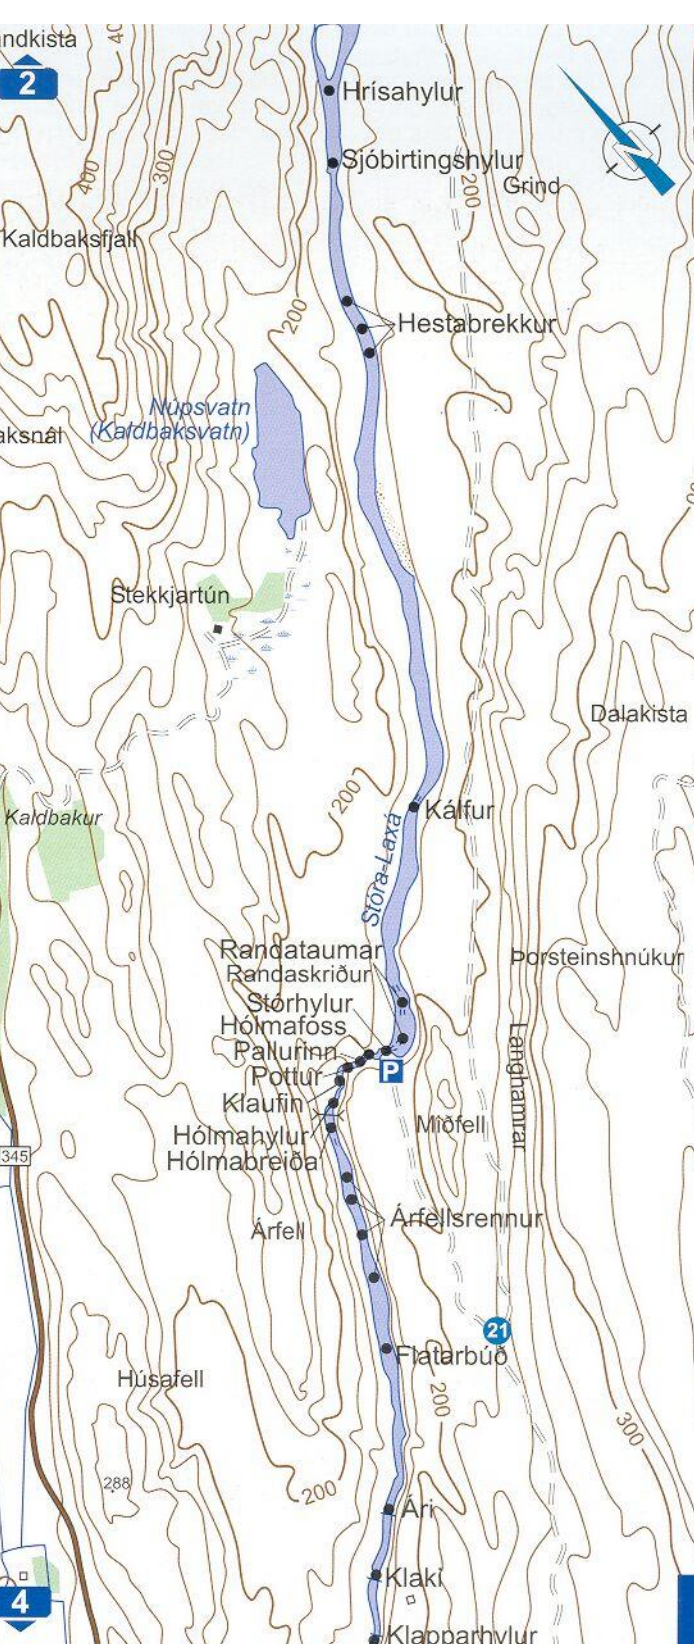 ndkista
2
Hrísahylur
Sjóbirtingshylur
400
300
200
Grind
Kaldbaksfjall
200
Hestabrekkur
Núpsvatn
(Kaldbaksvatn)
aksnál
Stekkjartún
Dalakista
200
Kaldbakur
Kálfur
Stóra-Laxá
Randataumar
Randaskriður
Þorsteinshnúkur
Stórhylur
Hólmafoss
Pallurinn
Pottur
P
Klaufin
Langhamrar
Miðfell
Hólmahylur
Hólmabreiða
345
Árfell
Árfellsrennur
21
Flatarbúð
Húsafell
200
300
288
200
Ári
Klaki
4
Klapparhylur